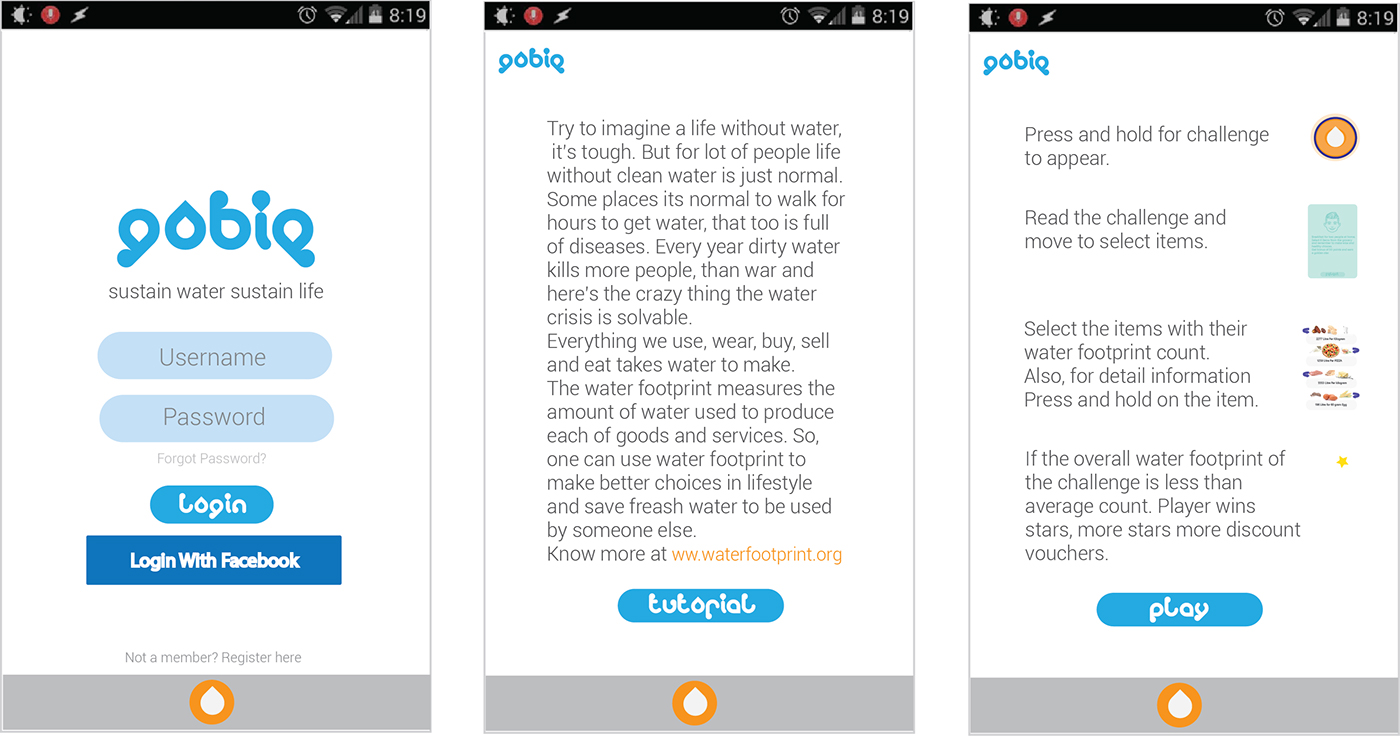 8:19
gobiq
sustain water sustain life
Username
Password
Forgot Password?
Login
Login With Facebook
Not a member? Register here
8:19
gobiq
Try to imagine a life without water,
it's tough. But for lot of people life
without clean water is just normal.
Some places its normal to walk for
hours to get water, that too is full
of diseases. Every year dirty water
kills more people, than war and
here's the crazy thing the water
crisis is solvable.
Everything we use, wear, buy, sell
and eat takes water to make.
The water footprint measures the
amount of water used to produce
each of goods and services. So,
one can use water footprint to
make better choices in lifestyle
and save freash water to be used
by someone else.
Know more at ww.waterfootprint.org
tutorial
8:19
gobiq
Press and hold for challenge
to appear.
Read the challenge and
move to select items.
Select the items with their
water footprint count.
Also, for detail information
Press and hold on the item.
If the overall water footprint of
the challenge is less than
average count. Player wins
stars, more stars more discount
vouchers.
play